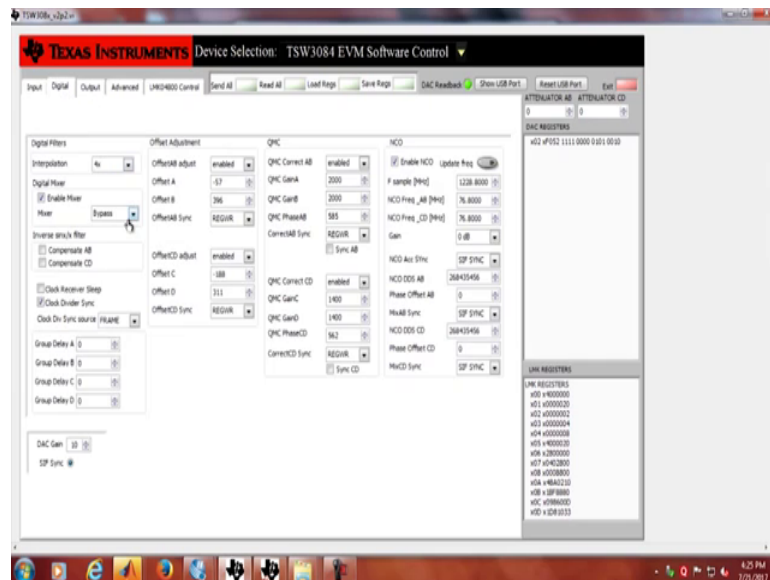 TSW308x_v2p2.vi
TEXAS INSTRUMENTS Device Selection: TSW3084 EVM Software Control
Input Digital Output Advanced LMK04800 Control Send All Read All Load Regs Save Regs DAC Readback Show USB Port Reset USB Port Exit
ATTENUATOR AB ATTENUATOR CD
0 0
DAC REGISTERS
x02 xF052 1111 0000 0101 0010
Digital Filters
Interpolation 4x
Digital Mixer
Enable Mixer
Mixer Bypass
Inverse sinx/x filter
Compensate AB
Compensate CD
Clock Receiver Sleep
Clock Divider Sync
Clock Div Sync source FRAME
Group Delay A 0
Group Delay B 0
Group Delay C 0
Group Delay D 0
DAC Gain 10
SIF Sync
Offset Adjustment
OffsetAB adjust enabled
Offset A -57
Offset B 396
OffsetAB Sync REGWR
OffsetCD adjust enabled
Offset C -188
Offset D 311
OffsetCD Sync REGWR
QMC
QMC Correct AB enabled
QMC GainA 2000
QMC GainB 2000
QMC PhaseAB 585
CorrectAB Sync REGWR
Sync AB
QMC Correct CD enabled
QMC GainC 1400
QMC GainD 1400
QMC PhaseCD 562
CorrectCD Sync REGWR
Sync CD
NCO
Enable NCO Update freq
F sample [MHz] 1228.8000
NCO Freq _AB [MHz] 76.8000
NCO Freq _CD [MHz] 76.8000
Gain 0 dB
NCO Acc Sync SIF SYNC
NCO DDS AB 268435456
Phase Offset AB 0
MixAB Sync SIF SYNC
NCO DDS CD 268435456
Phase Offset CD 0
MixCD Sync SIF SYNC
LMK REGISTERS
LMK REGISTERS
x00 x4000000
x01 x0000020
x02 x0000002
x03 x0000004
x04 x0000008
x05 x4000020
x06 x2800000
x07 x0402800
x08 x0008800
x0A x48A0210
x0B x18F8880
x0C x098600D
x0D x1D81033
4:25 PM
7/21/2017